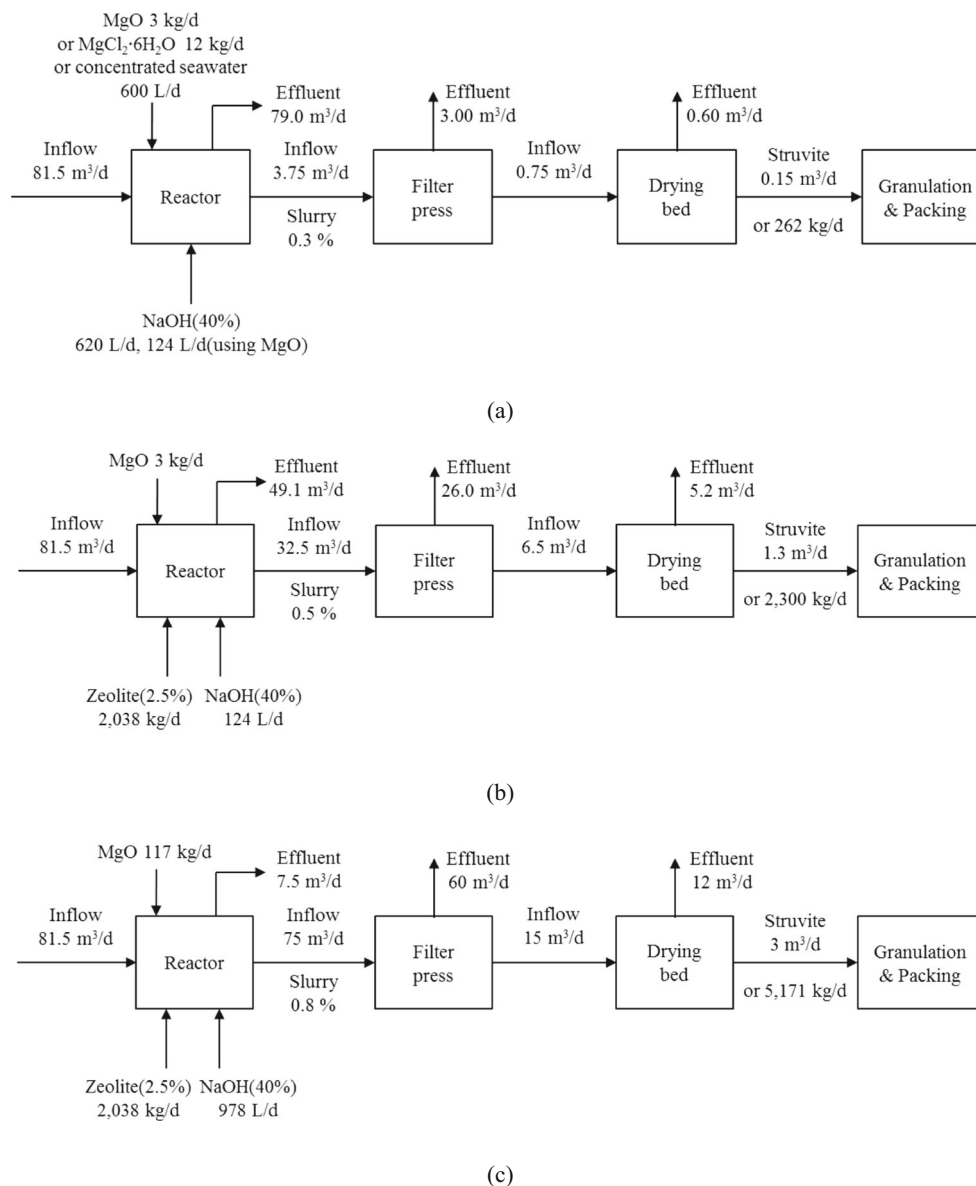 MgO 3 kg/d
or MgCl₂·6H₂O 12 kg/d
or concentrated seawater
600 L/d
Effluent
79.0 m³/d
Effluent
3.00 m³/d
Effluent
0.60 m³/d
Inflow
81.5 m³/d
Reactor
Inflow
3.75 m³/d
Slurry
0.3 %
Filter
press
Inflow
0.75 m³/d
Drying
bed
Struvite
0.15 m³/d
or 262 kg/d
Granulation
& Packing
NaOH(40%)
620 L/d, 124 L/d(using MgO)
(a)
MgO 3 kg/d
Effluent
49.1 m³/d
Effluent
26.0 m³/d
Effluent
5.2 m³/d
Inflow
81.5 m³/d
Reactor
Inflow
32.5 m³/d
Slurry
0.5 %
Filter
press
Inflow
6.5 m³/d
Drying
bed
Struvite
1.3 m³/d
or 2,300 kg/d
Granulation
& Packing
Zeolite(2.5%)
2,038 kg/d
NaOH(40%)
124 L/d
(b)
MgO 117 kg/d
Effluent
7.5 m³/d
Effluent
60 m³/d
Effluent
12 m³/d
Inflow
81.5 m³/d
Reactor
Inflow
75 m³/d
Slurry
0.8 %
Filter
press
Inflow
15 m³/d
Drying
bed
Struvite
3 m³/d
or 5,171 kg/d
Granulation
& Packing
Zeolite(2.5%)
2,038 kg/d
NaOH(40%)
978 L/d
(c)